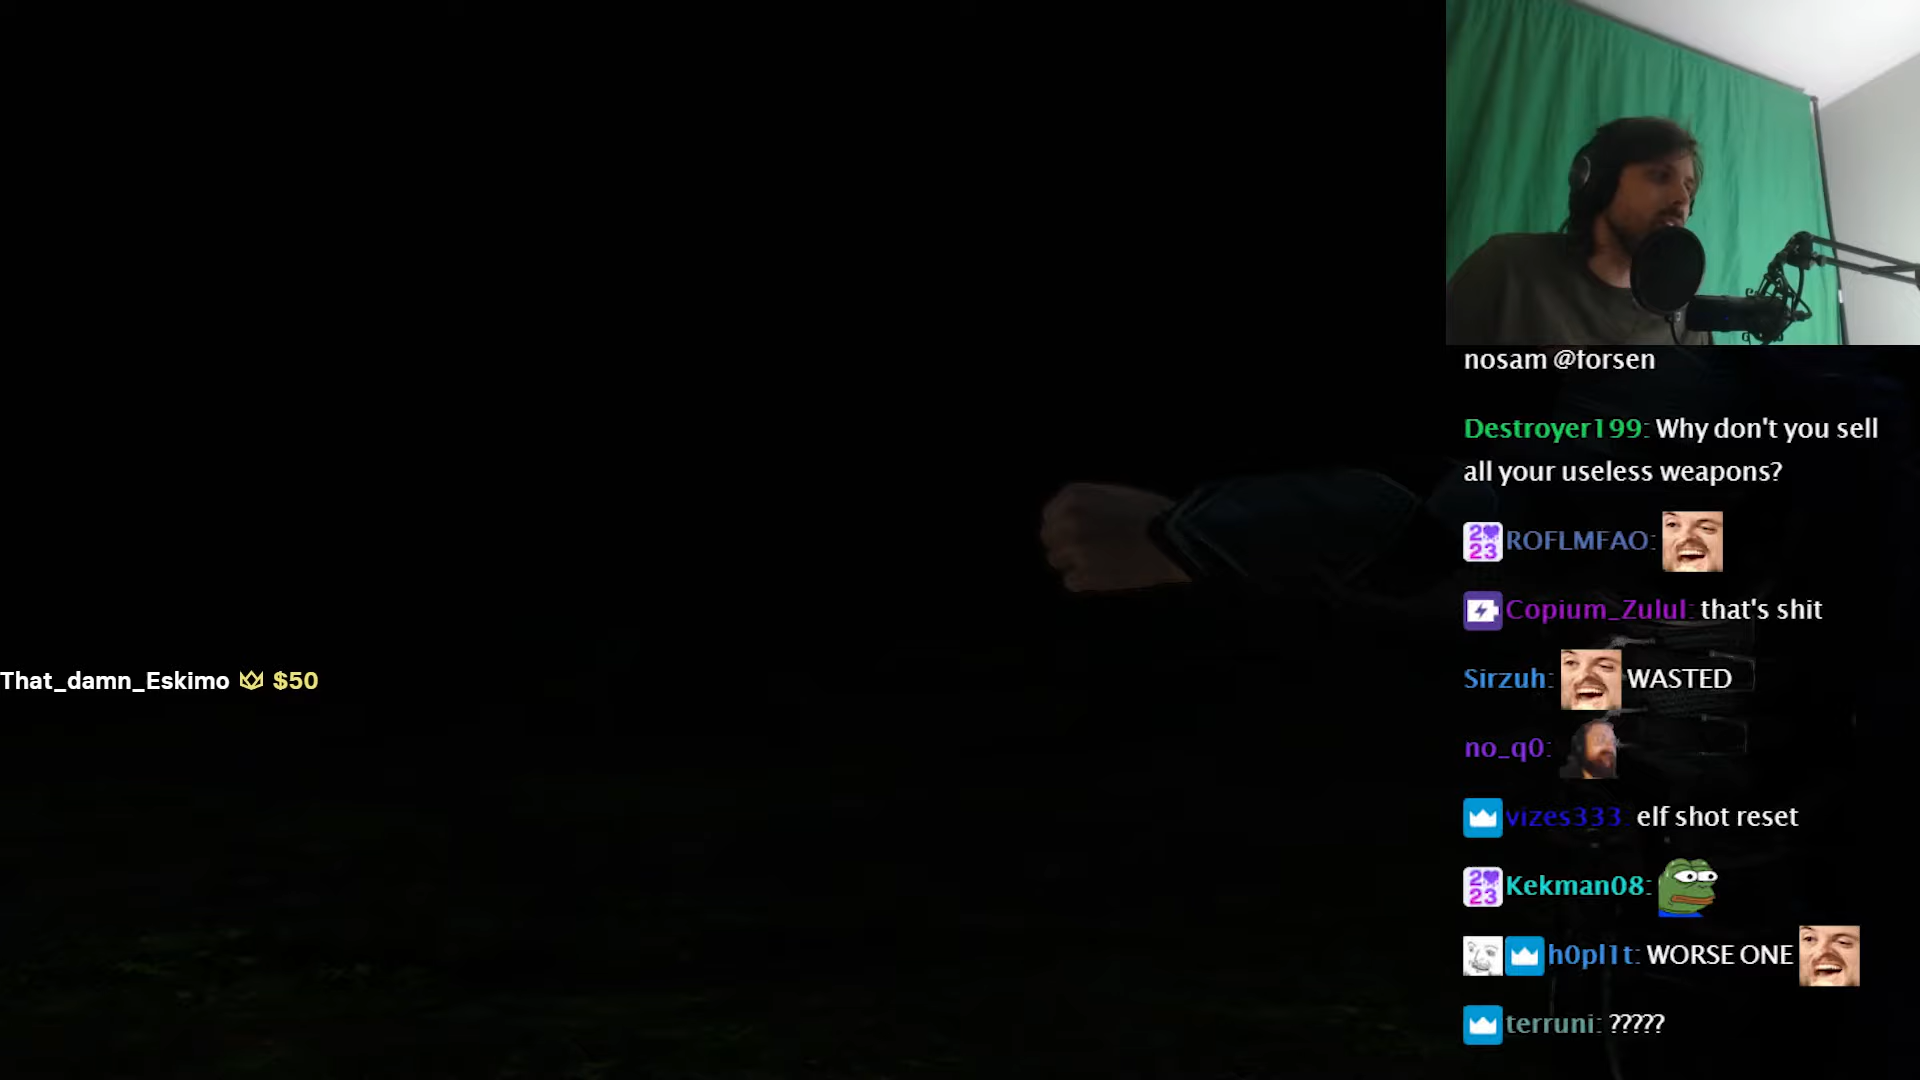 nosam @forsen
Destroyer199: Why don't you sell
all your useless weapons?
ROFLMFAO:
Copium_Zulul: that's shit
Sirzuh: WASTED
no_q0:
vizes333: elf shot reset
Kekman08:
h0pl1t: WORSE ONE
terruni: ?????
That_damn_Eskimo $50